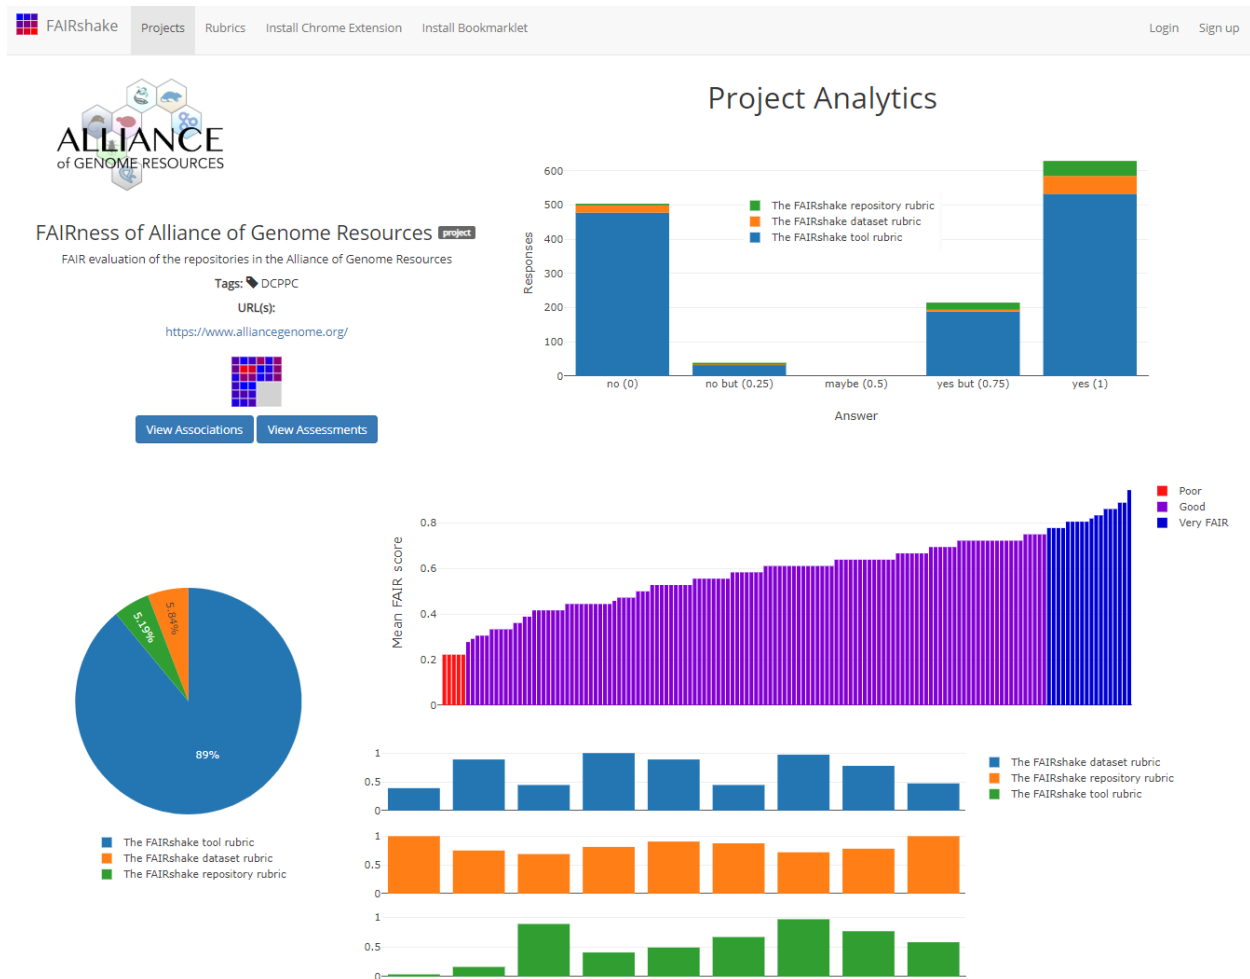 FAIRshake Projects Rubrics Install Chrome Extension Install Bookmarklet Login Sign up
ALLIANCE
of GENOME RESOURCES
FAIRness of Alliance of Genome Resources project
FAIR evaluation of the repositories in the Alliance of Genome Resources
Tags: DCPPC
URL(s):
https://www.alliancegenome.org/
View Associations View Assessments
Project Analytics
600
500
400
300
200
100
0
Responses
The FAIRshake repository rubric
The FAIRshake dataset rubric
The FAIRshake tool rubric
no (0) no but (0.25) maybe (0.5) yes but (0.75) yes (1)
Answer
0.8
0.6
0.4
0.2
0
Mean FAIR score
Poor
Good
Very FAIR
5.19%
5.84%
89%
The FAIRshake tool rubric
The FAIRshake dataset rubric
The FAIRshake repository rubric
1
0.5
0
1
0.5
0
1
0.5
0
The FAIRshake dataset rubric
The FAIRshake repository rubric
The FAIRshake tool rubric